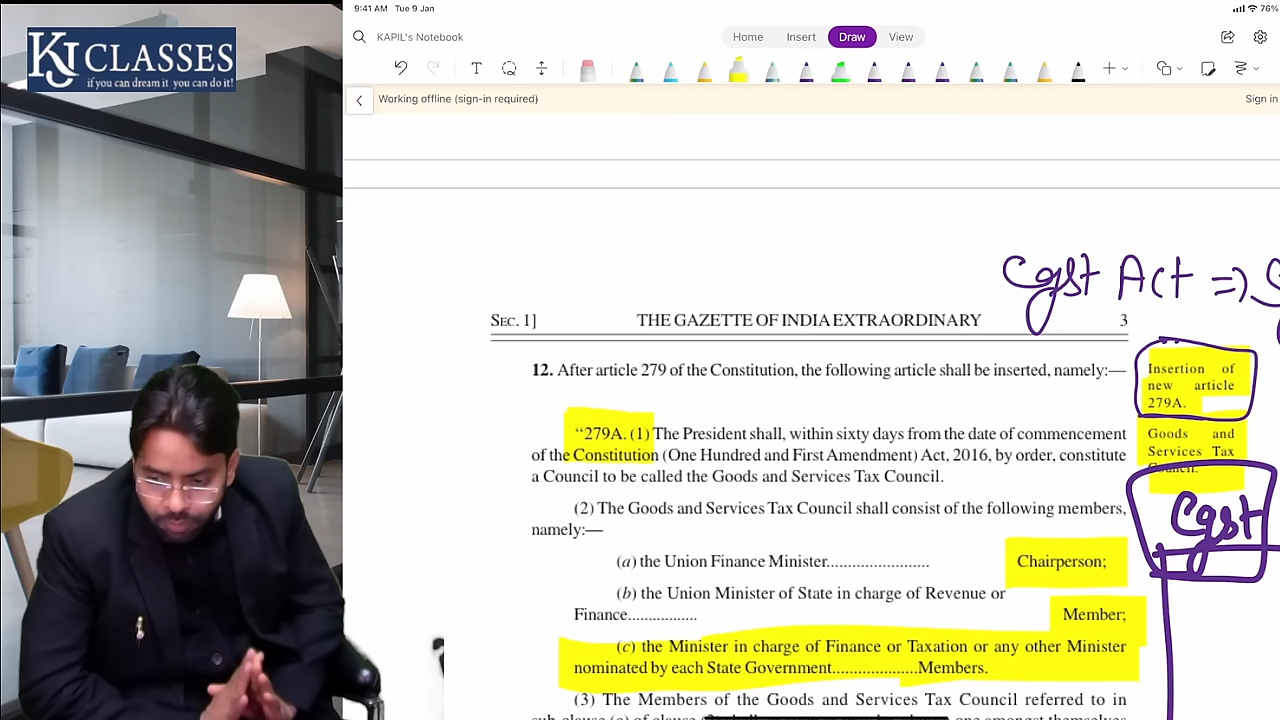 KJ CLASSES
if you can dream it you can do it!
9:41 AM Tue 9 Jan
76%
KAPIL's Notebook
Home Insert Draw View
Working offline (sign-in required)
Sign in
Cgst Act =>
SEC. 1] THE GAZETTE OF INDIA EXTRAORDINARY 3
12. After article 279 of the Constitution, the following article shall be inserted, namely:—
Insertion of
new article
279A.
“279A. (1) The President shall, within sixty days from the date of commencement
of the Constitution (One Hundred and First Amendment) Act, 2016, by order, constitute
a Council to be called the Goods and Services Tax Council.
Goods and
Services Tax
Council.
Cgst
(2) The Goods and Services Tax Council shall consist of the following members,
namely:—
(a) the Union Finance Minister........................ Chairperson;
(b) the Union Minister of State in charge of Revenue or
Finance................. Member;
(c) the Minister in charge of Finance or Taxation or any other Minister
nominated by each State Government....................Members.
(3) The Members of the Goods and Services Tax Council referred to in